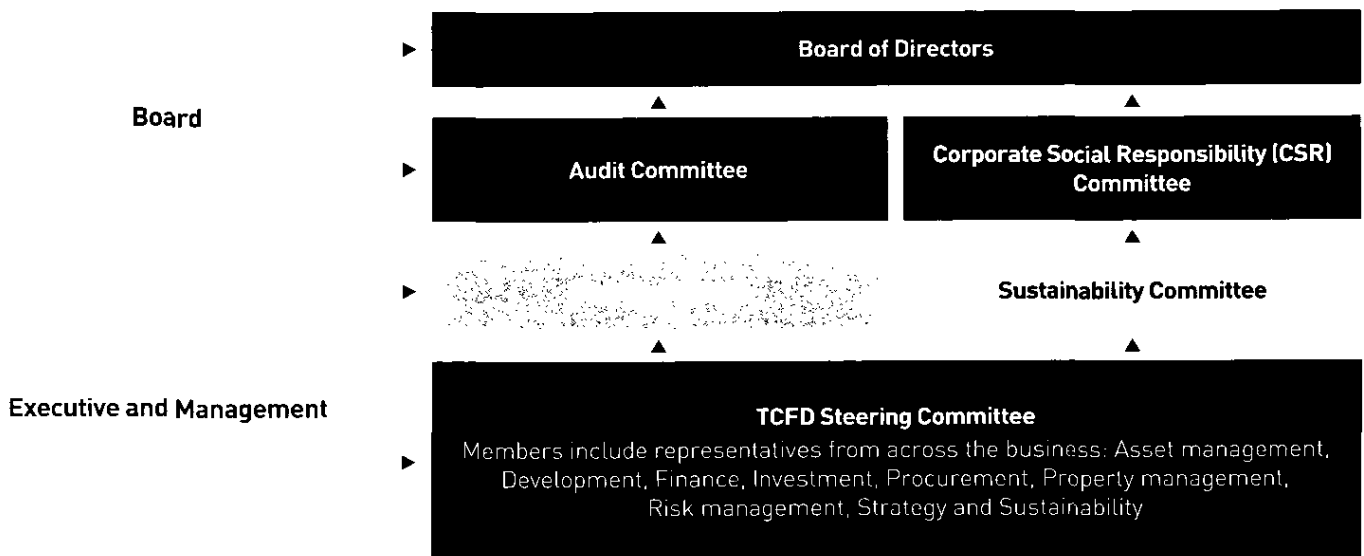 Board of Directors
Board
Audit Committee
Corporate Social Responsibility (CSR)
Committee
Sustainability Committee
Executive and Management
TCFD Steering Committee
Members include representatives from across the business: Asset management,
Development, Finance, Investment, Procurement, Property management,
Risk management, Strategy and Sustainability